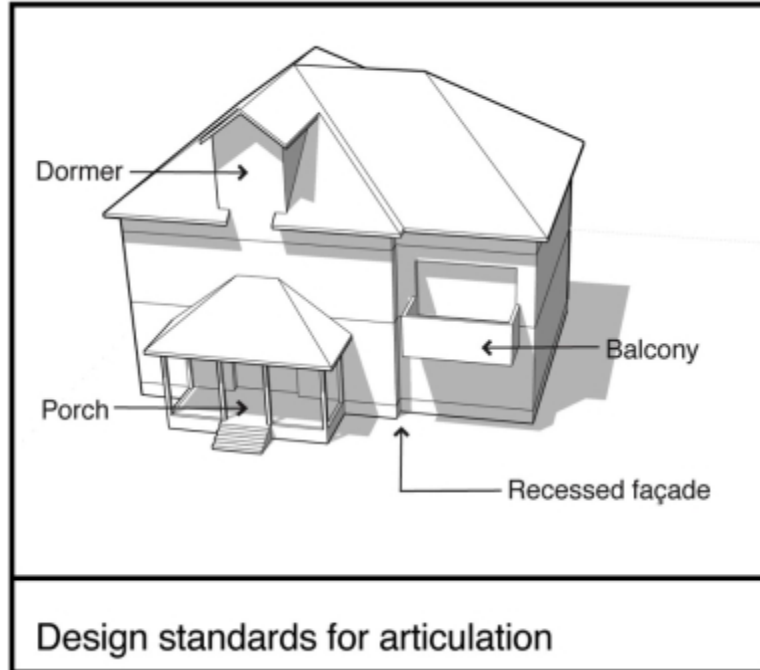 Dormer
Balcony
Porch
Recessed façade
Design standards for articulation